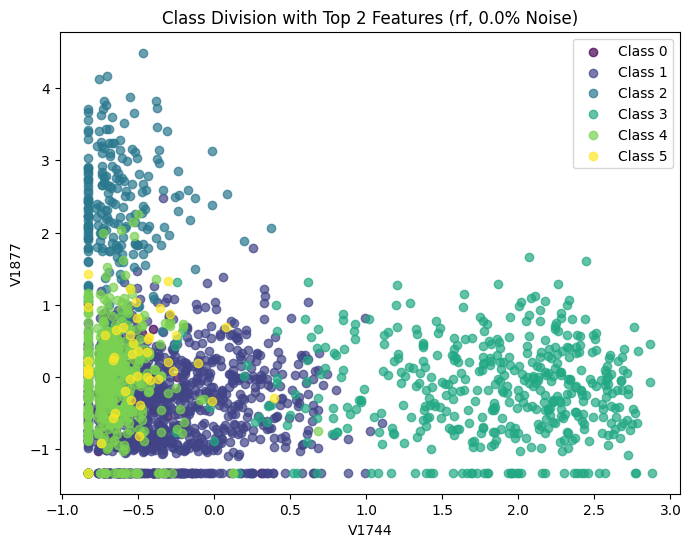 Class Division with Top 2 Features (rf, 0.0% Noise)
Class 0
Class 1
Class 2
Class 3
Class 4
Class 5
V1877
4
3
2
1
0
−1
−1.0 −0.5 0.0 0.5 1.0 1.5 2.0 2.5 3.0
V1744